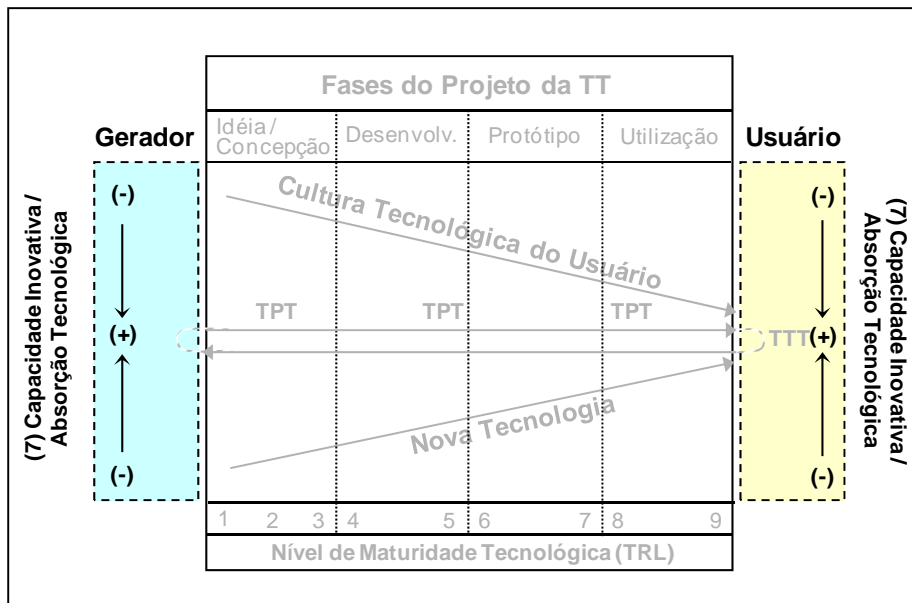 Fases do Projeto da TT
Gerador
Idéia /
Concepção
Desenvolv.
Protótipo
Utilização
Usuário
(7) Capacidade Inovativa /
Absorção Tecnológica
(-)
(+)
(-)
Cultura Tecnológica do Usuário
TPT
TPT
TPT
TTT
Nova Tecnologia
(-)
(+)
(-)
(7) Capacidade Inovativa /
Absorção Tecnológica
1 2 3 4 5 6 7 8 9
Nível de Maturidade Tecnológica (TRL)